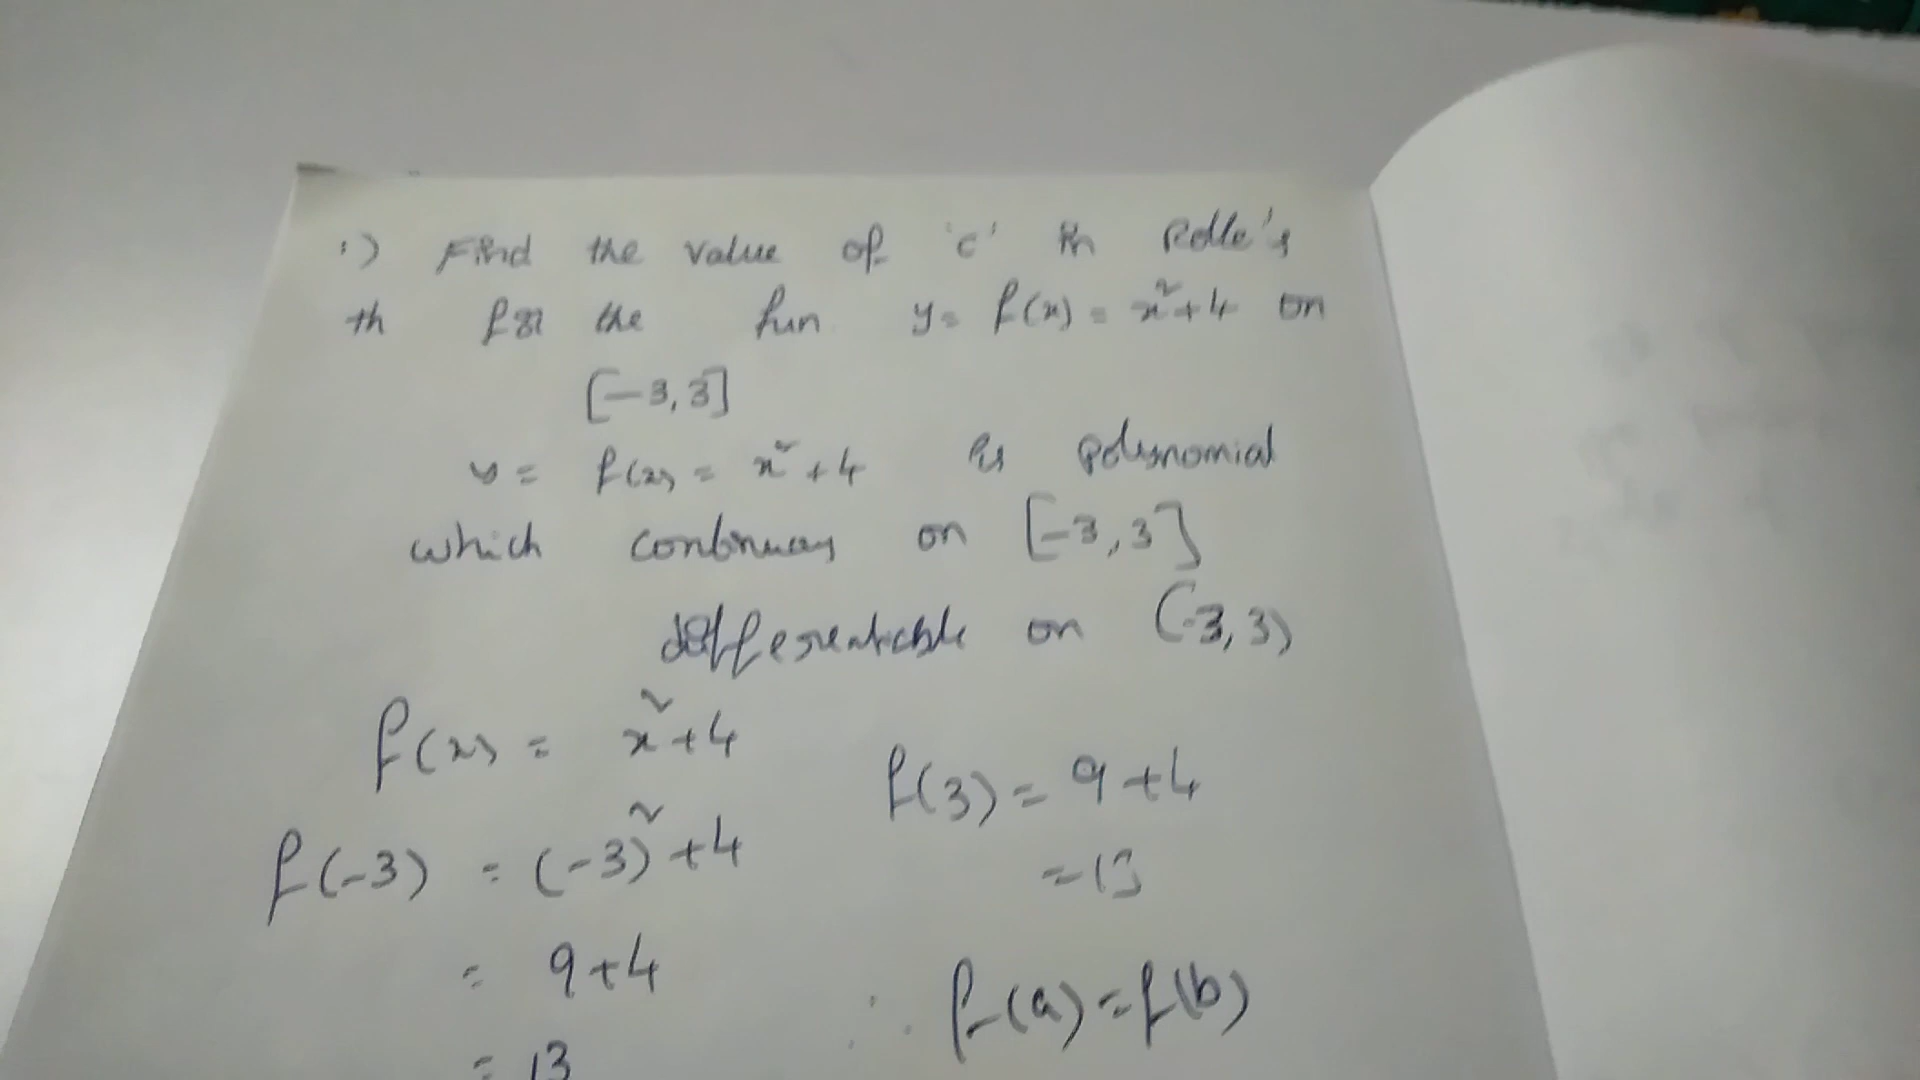 1) Find the value of 'c' in Rolle's
th for the fun y = f(x) = x²+4 on
[-3,3]
y = f(x) = x²+4 is polynomial
which continuous on [-3,3]
differentiable on (-3,3)
f(x) = x²+4
f(-3) = (-3)²+4
= 9+4
= 13
f(3) = 9+4
= 13
∴ f(a) = f(b)